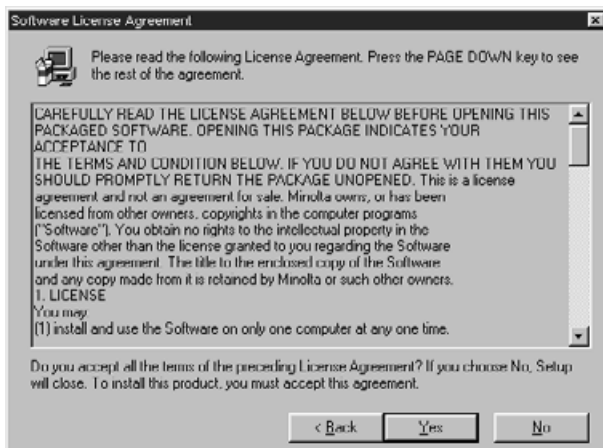 Software License Agreement
Please read the following License Agreement. Press the PAGE DOWN key to see
the rest of the agreement.
CAREFULLY READ THE LICENSE AGREEMENT BELOW BEFORE OPENING THIS
PACKAGED SOFTWARE. OPENING THIS PACKAGE INDICATES YOUR
ACCEPTANCE TO
THE TERMS AND CONDITION BELOW. IF YOU DO NOT AGREE WITH THEM YOU
SHOULD PROMPTLY RETURN THE PACKAGE UNOPENED. This is a license
agreement and not an agreement for sale. Minolta owns, or has been
licensed from other owners, copyrights in the computer programs
("Software"). You obtain no rights to the intellectual property in the
Software other than the license granted to you regarding the Software
under this agreement. The title to the enclosed copy of the Software
and any copy made from it is retained by Minolta or such other owners.
1. LICENSE
You may:
(1) install and use the Software on only one computer at any one time.
Do you accept all the terms of the preceding License Agreement? If you choose No, Setup
will close. To install this product, you must accept this agreement.
< Back Yes No